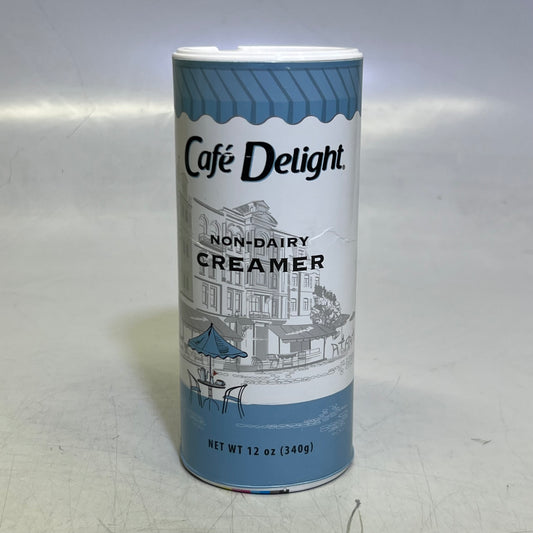 Café Delight®
NON-DAIRY
CREAMER
NET WT 12 oz (340g)